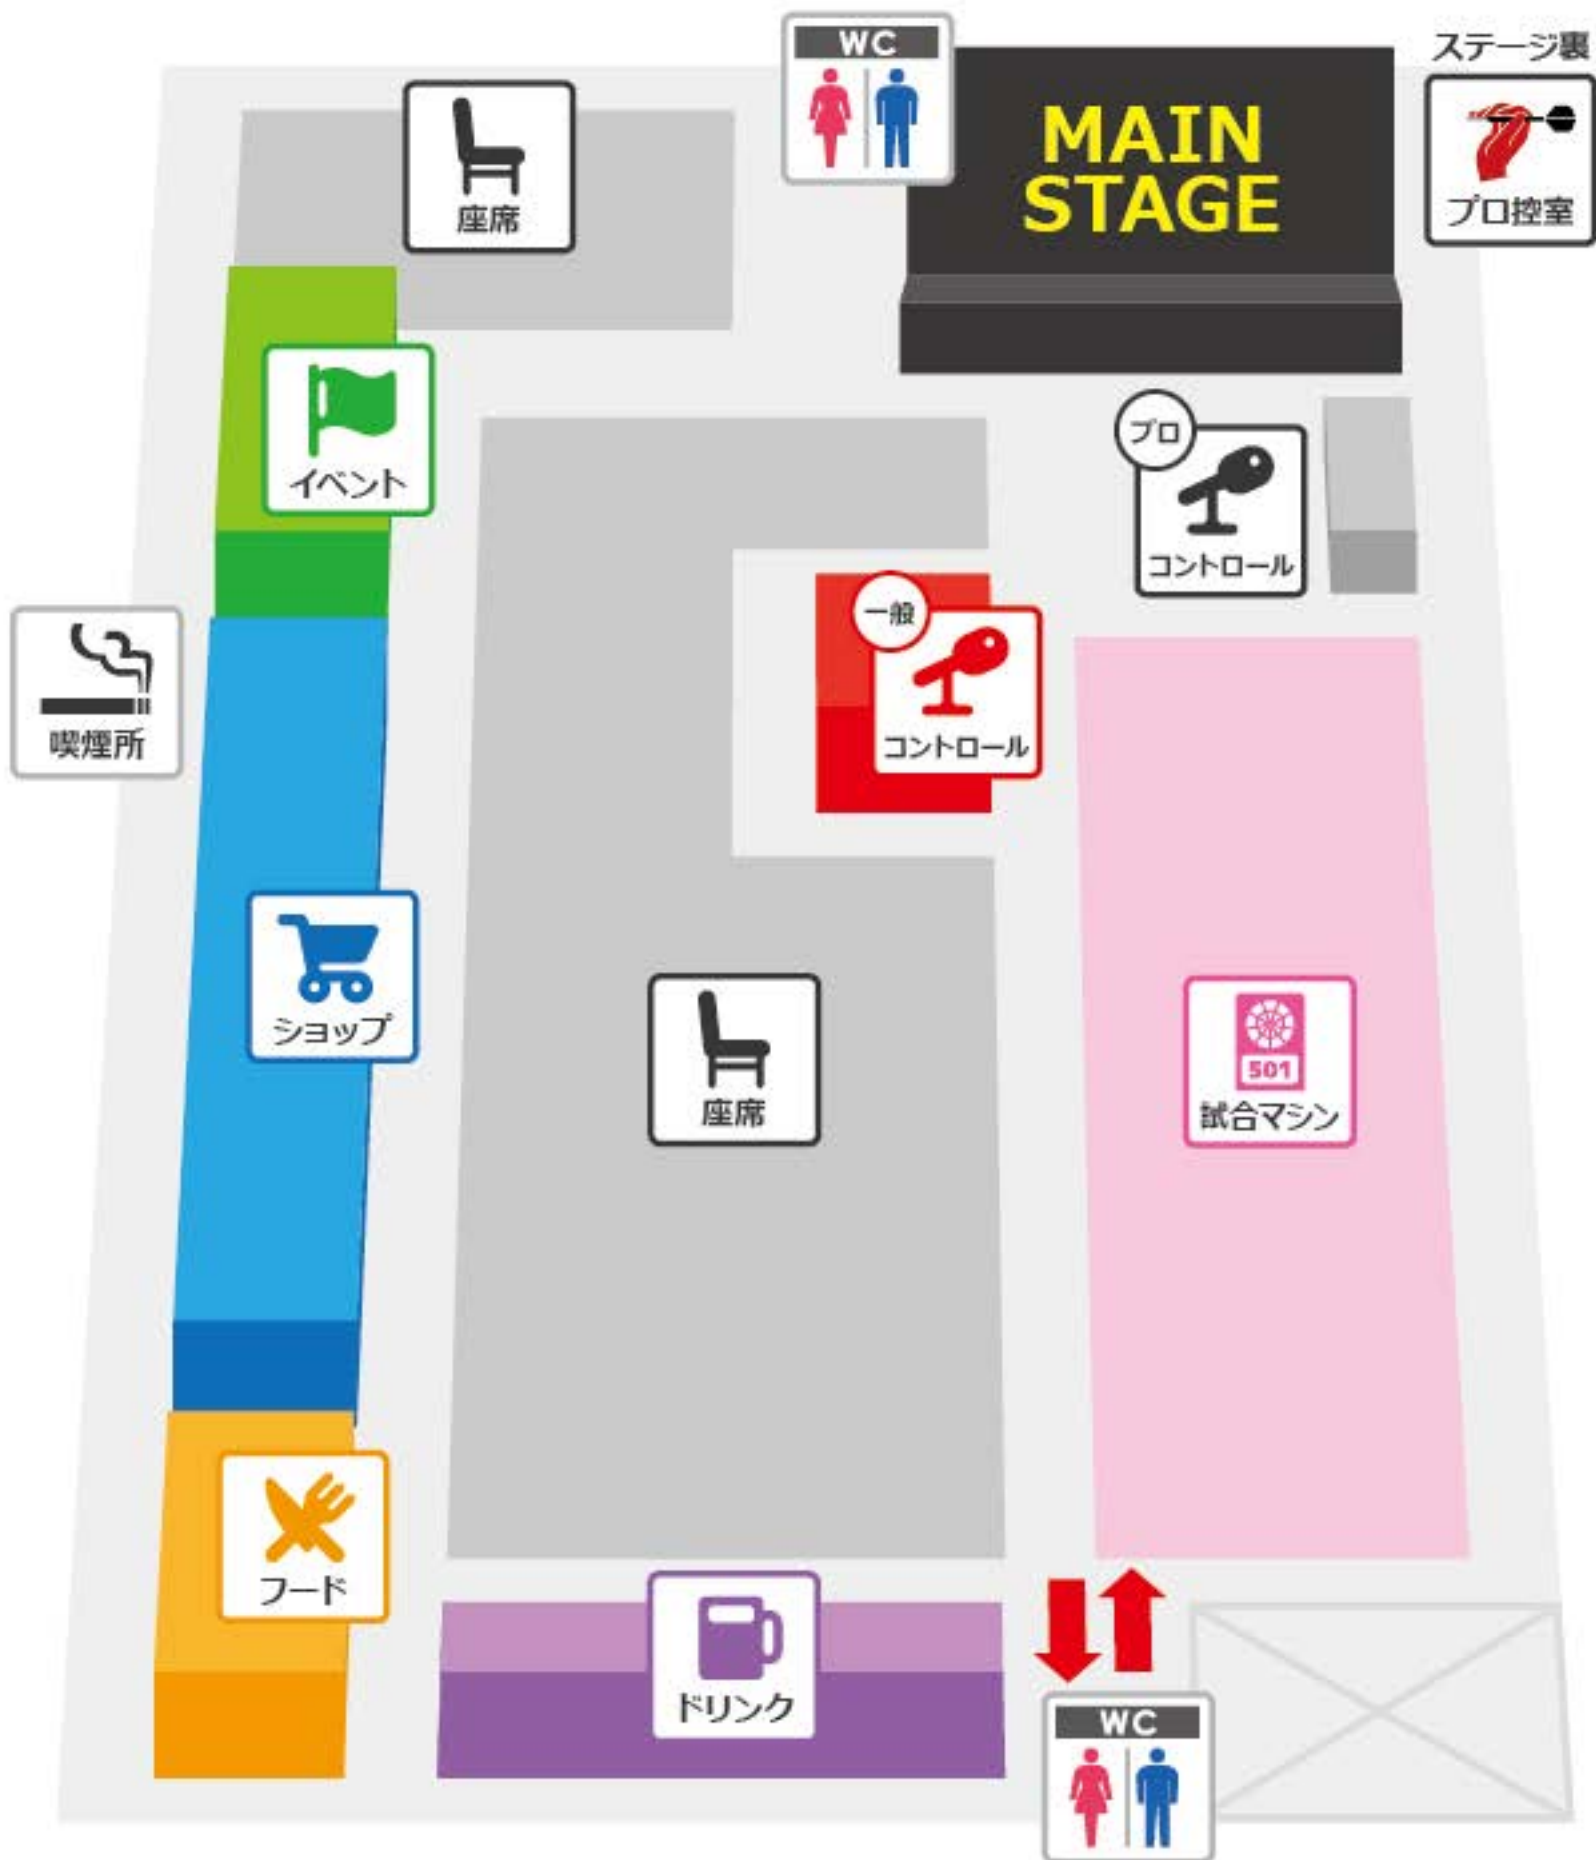 WC
ステージ裏
MAIN
STAGE
プロ控室
座席
プロ
コントロール
イベント
一般
コントロール
喫煙所
ショップ
座席
501
試合マシン
フード
ドリンク
WC